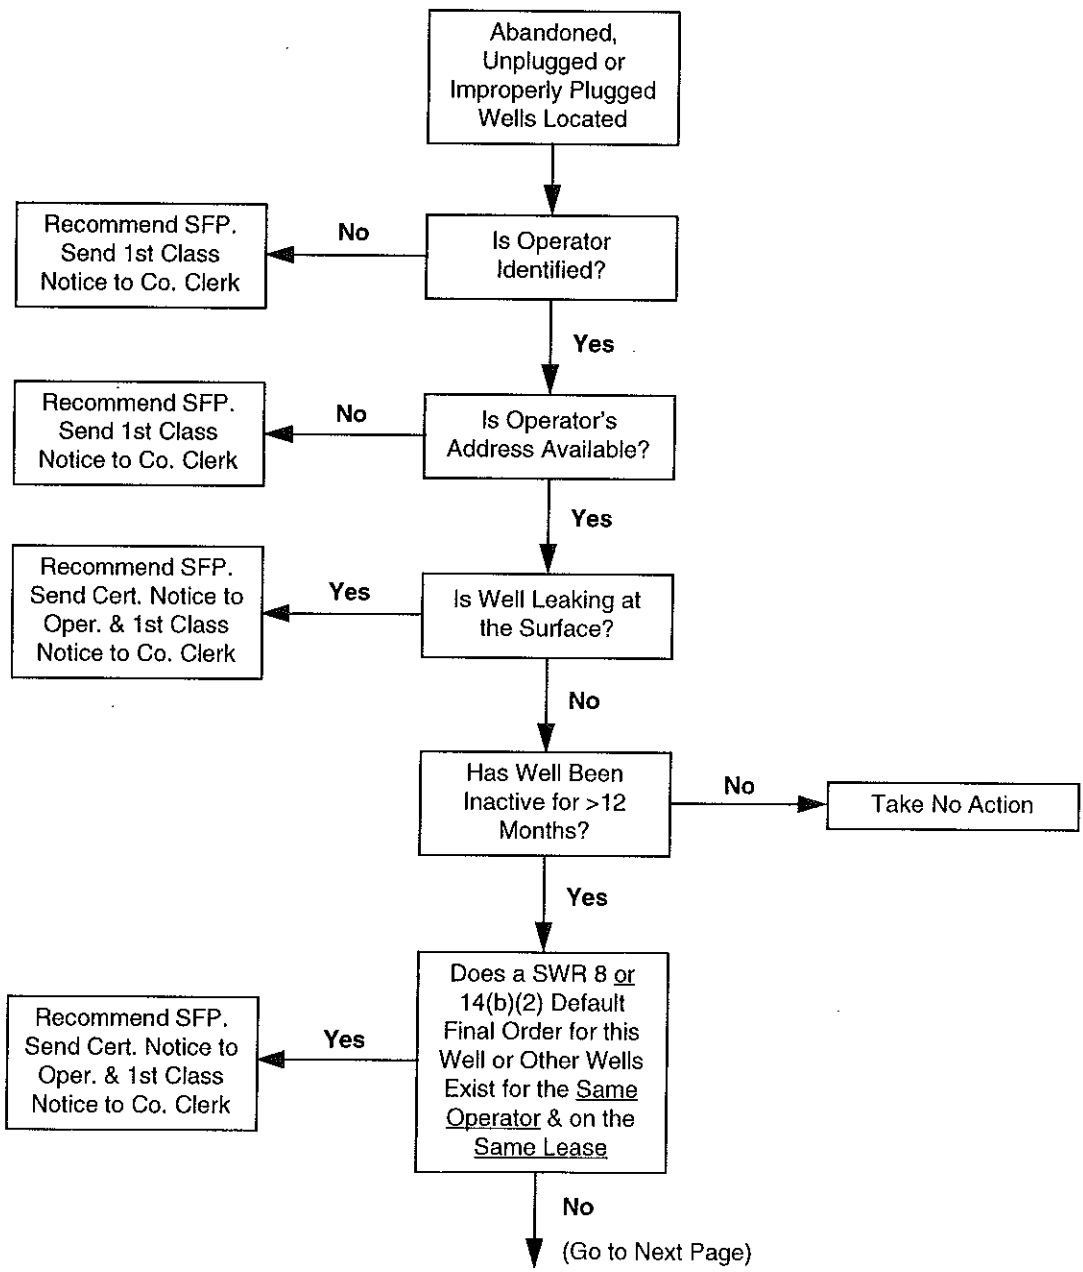 Abandoned,
Unplugged or
Improperly Plugged
Wells Located
Recommend SFP.
Send 1st Class
Notice to Co. Clerk
No
Is Operator
Identified?
Yes
Recommend SFP.
Send 1st Class
Notice to Co. Clerk
No
Is Operator's
Address Available?
Yes
Recommend SFP.
Send Cert. Notice to
Oper. & 1st Class
Notice to Co. Clerk
Yes
Is Well Leaking at
the Surface?
No
Has Well Been
Inactive for >12
Months?
No
Take No Action
Yes
Recommend SFP.
Send Cert. Notice to
Oper. & 1st Class
Notice to Co. Clerk
Yes
Does a SWR 8 or
14(b)(2) Default
Final Order for this
Well or Other Wells
Exist for the Same
Operator & on the
Same Lease
No
(Go to Next Page)